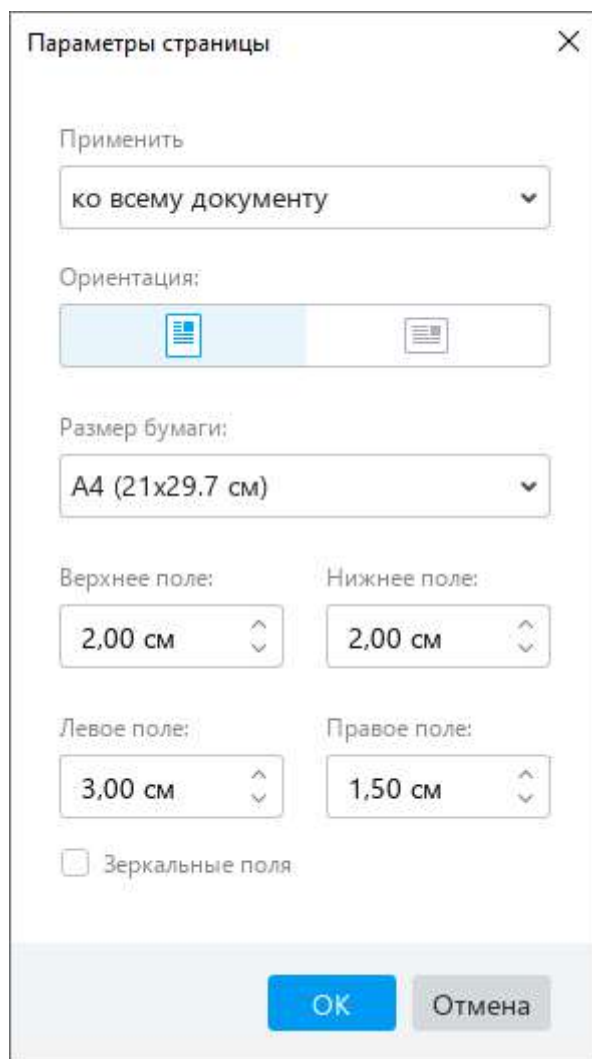 Параметры страницы
Применить
ко всему документу
Ориентация:
Размер бумаги:
A4 (21x29.7 см)
Верхнее поле: Нижнее поле:
2,00 см 2,00 см
Левое поле: Правое поле:
3,00 см 1,50 см
Зеркальные поля
ОК Отмена